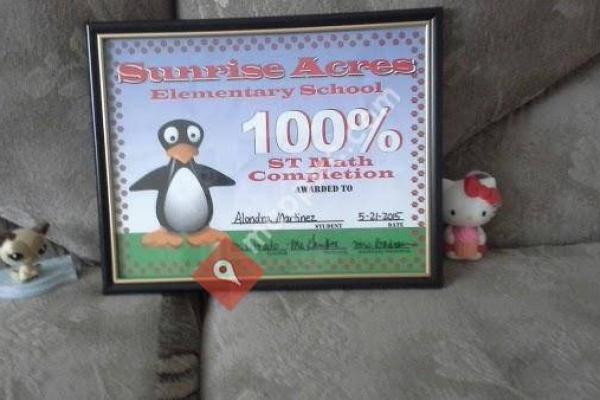 Sunrise Acres
Elementary School
100%
ST Math
Completion
AWARDED TO
Alondra Martinez 5-21-2015
STUDENT DATE